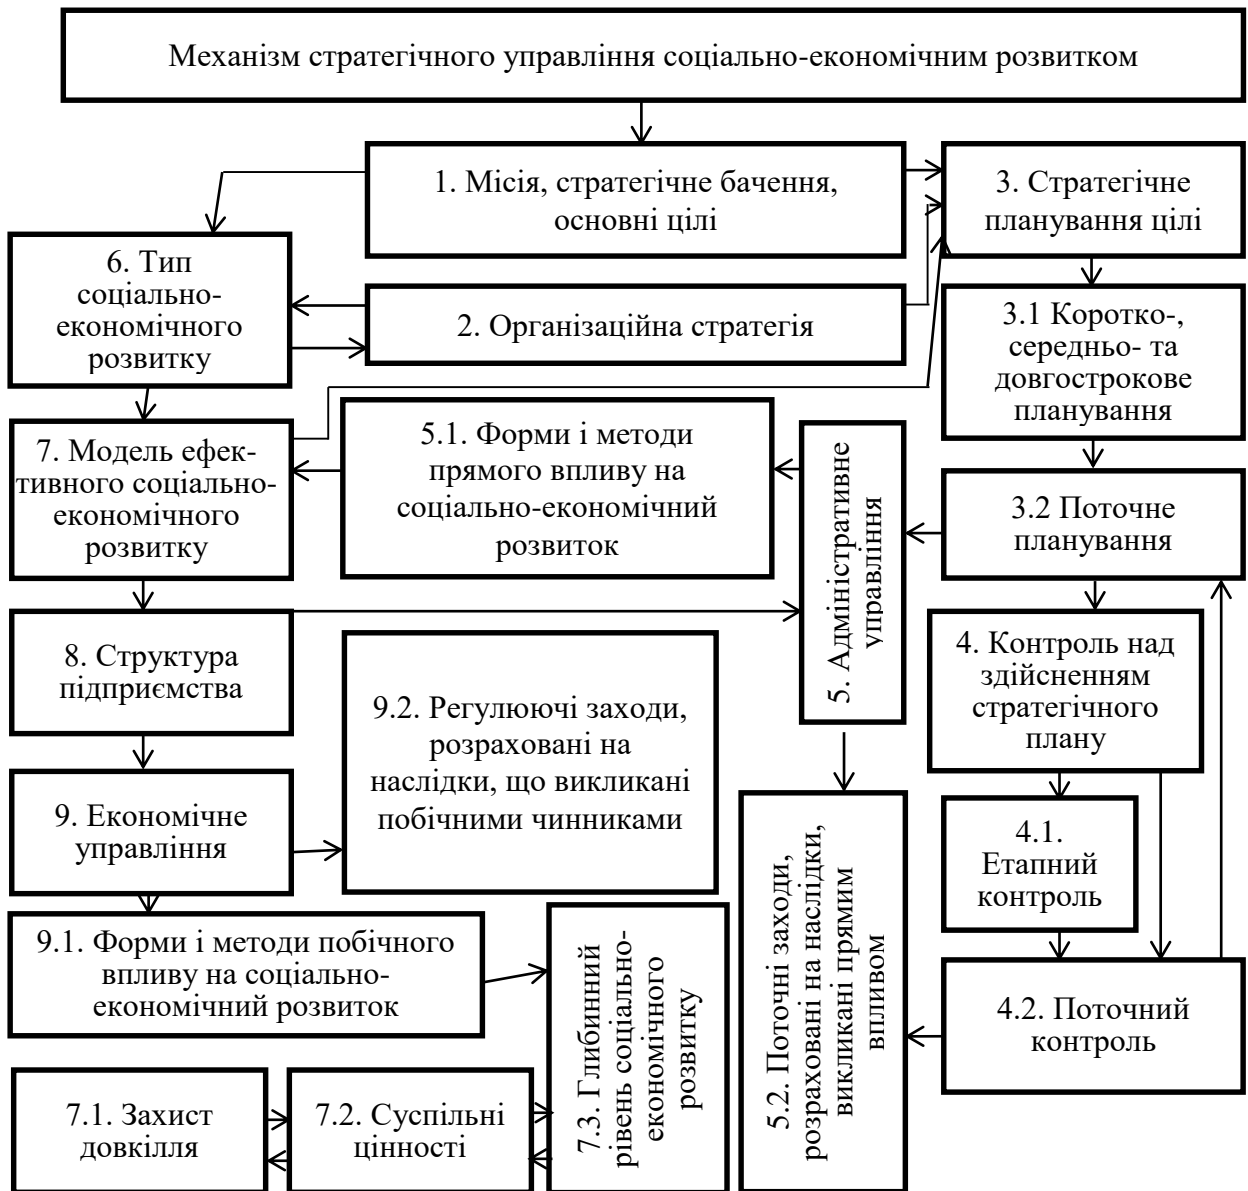 Механізм стратегічного управління соціально-економічним розвитком
1. Місія, стратегічне бачення,
основні цілі
3. Стратегічне
планування цілі
6. Тип
соціально-
економічного
розвитку
2. Організаційна стратегія
3.1 Коротко-,
середньо- та
довгострокове
планування
7. Модель ефек-
тивного соціально-
економічного
розвитку
5.1. Форми і методи
прямого впливу на
соціально-економічний
розвиток
5. Адміністративне
управління
3.2 Поточне
планування
8. Структура
підприємства
9.2. Регулюючі заходи,
розраховані на
наслідки, що викликані
побічними чинниками
4. Контроль над
здійсненням
стратегічного
плану
9. Економічне
управління
4.1.
Етапний
контроль
9.1. Форми і методи побічного
впливу на соціально-
економічний розвиток
7.3. Глибинний
рівень соціально-
економічного
розвитку
5.2. Поточні заходи,
розраховані на наслідки,
викликані прямим
впливом
4.2. Поточний
контроль
7.1. Захист
довкілля
7.2. Суспільні
цінності